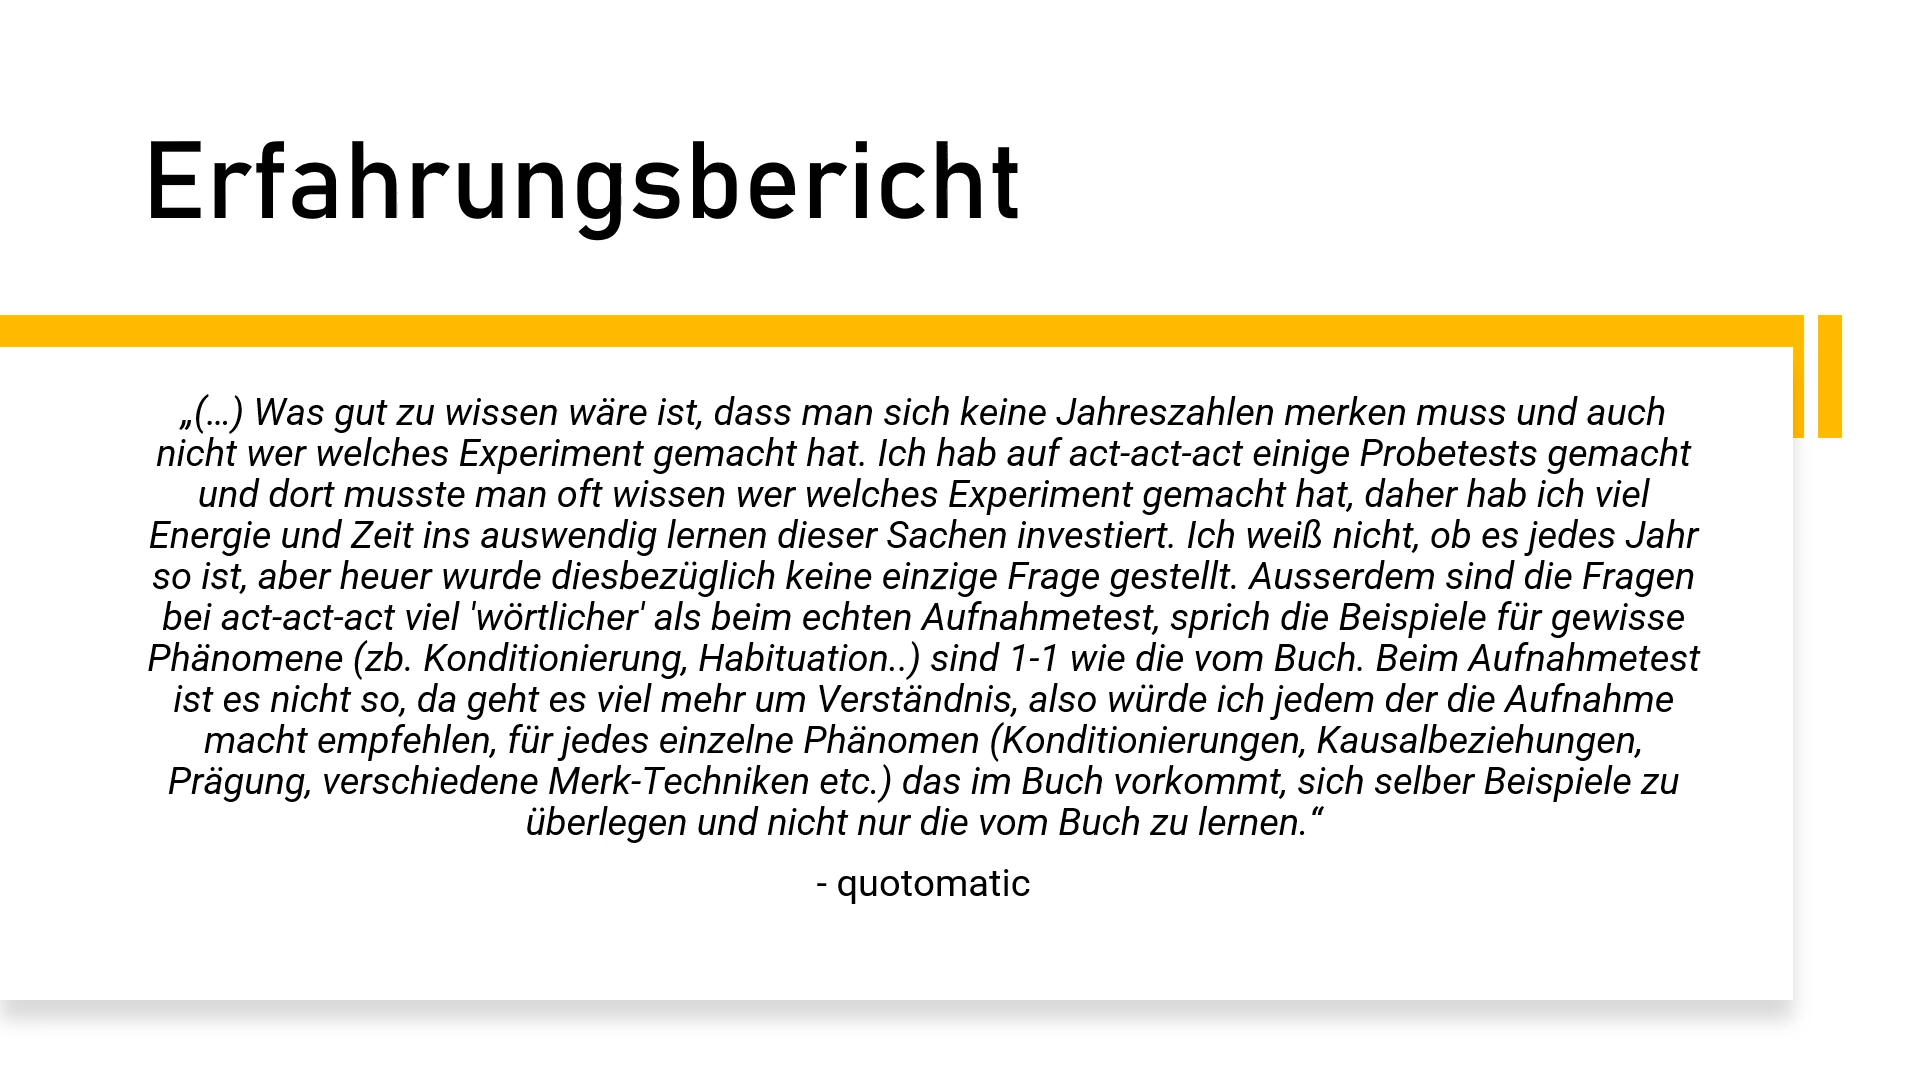 Erfahrungsbericht
„(…) Was gut zu wissen wäre ist, dass man sich keine Jahreszahlen merken muss und auch
nicht wer welches Experiment gemacht hat. Ich hab auf act-act-act einige Probetests gemacht
und dort musste man oft wissen wer welches Experiment gemacht hat, daher hab ich viel
Energie und Zeit ins auswendig lernen dieser Sachen investiert. Ich weiß nicht, ob es jedes Jahr
so ist, aber heuer wurde diesbezüglich keine einzige Frage gestellt. Ausserdem sind die Fragen
bei act-act-act viel 'wörtlicher' als beim echten Aufnahmetest, sprich die Beispiele für gewisse
Phänomene (zb. Konditionierung, Habituation..) sind 1-1 wie die vom Buch. Beim Aufnahmetest
ist es nicht so, da geht es viel mehr um Verständnis, also würde ich jedem der die Aufnahme
macht empfehlen, für jedes einzelne Phänomen (Konditionierungen, Kausalbeziehungen,
Prägung, verschiedene Merk-Techniken etc.) das im Buch vorkommt, sich selber Beispiele zu
überlegen und nicht nur die vom Buch zu lernen.“
- quotomatic